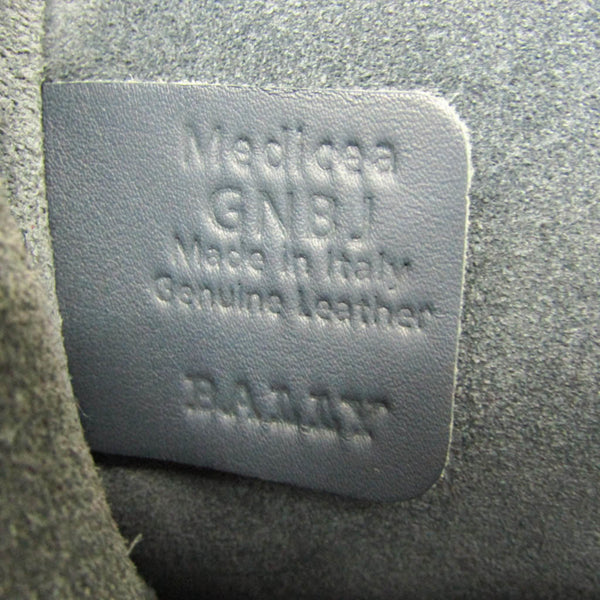 Medicea
GNBJ
Made in Italy
Genuine Leather
BALLY